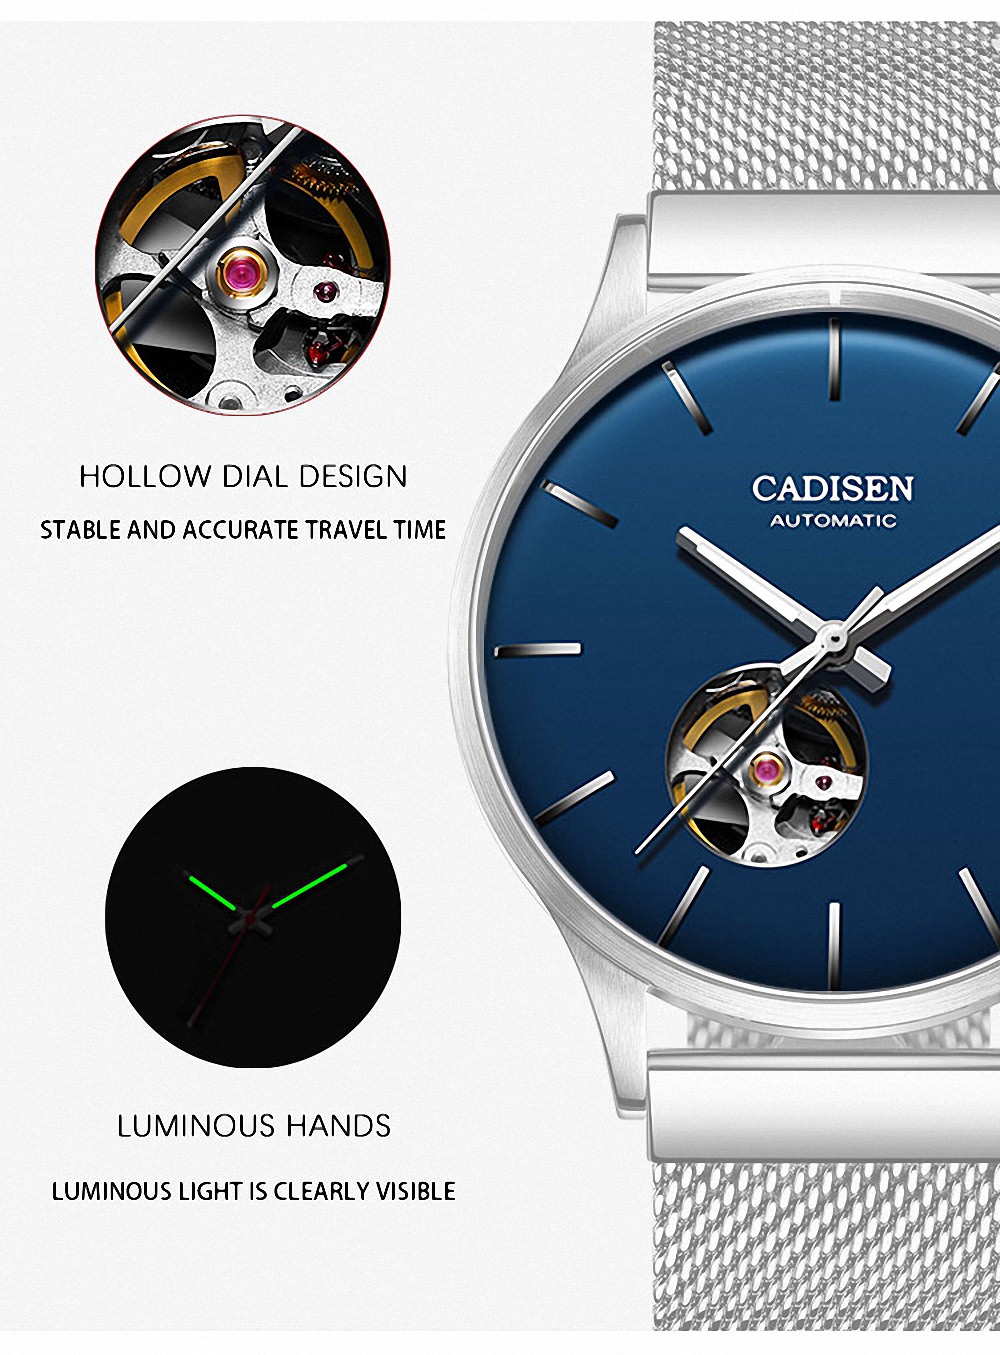 HOLLOW DIAL DESIGN
STABLE AND ACCURATE TRAVEL TIME
CADISEN
AUTOMATIC
LUMINOUS HANDS
LUMINOUS LIGHT IS CLEARLY VISIBLE